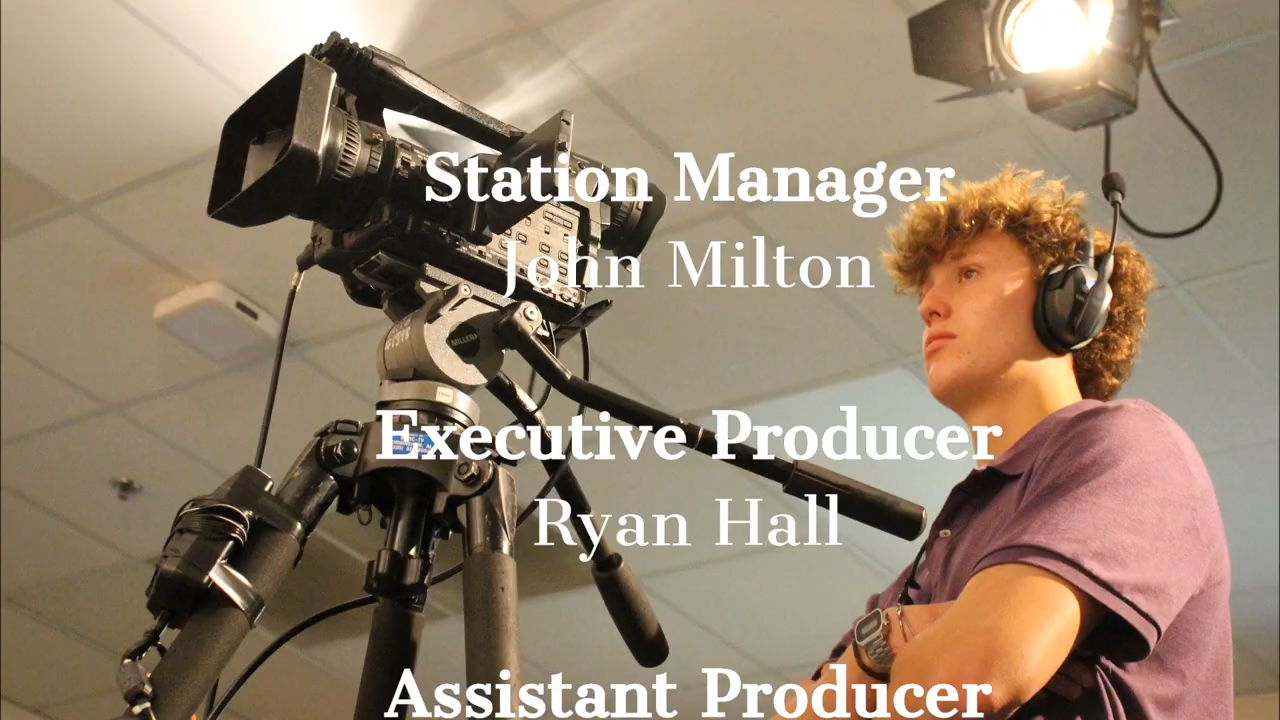 Station Manager
John Milton
MILLER
Executive Producer
Ryan Hall
Assistant Producer